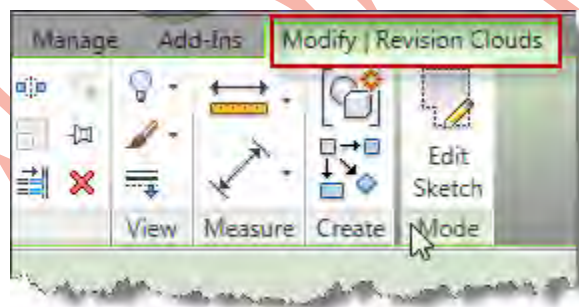 Manage Add-Ins Modify | Revision Clouds
Edit
Sketch
View Measure Create Mode